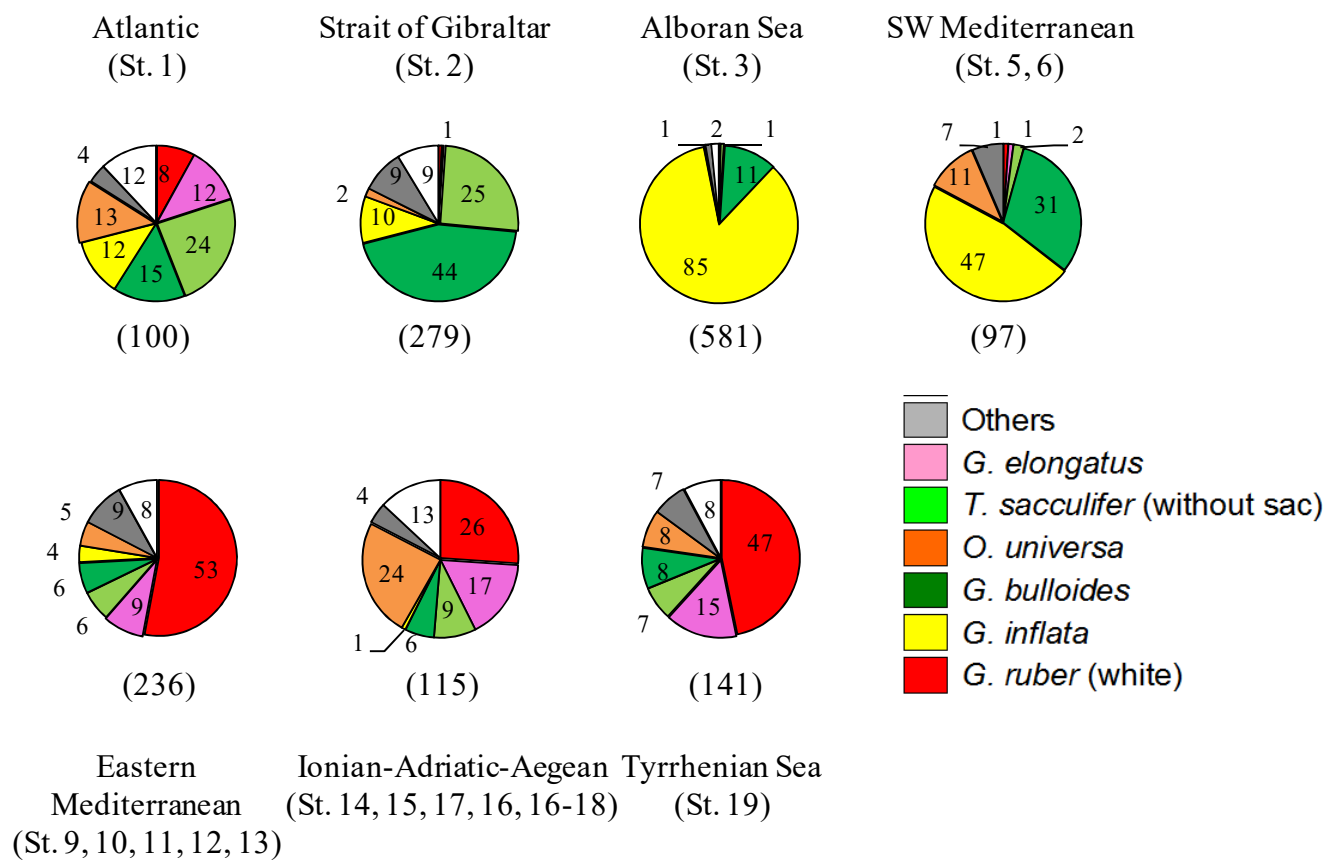 Atlantic
(St. 1)
Strait of Gibraltar
(St. 2)
Alboran Sea
(St. 3)
SW Mediterranean
(St. 5, 6)
4
12
8
12
24
15
12
13
1
9
9
25
44
10
2
1
2
1
11
85
7
1
1
2
31
47
11
(100)
(279)
(581)
(97)
5
9
8
53
9
6
6
4
4
13
26
17
9
6
1
24
7
8
47
15
7
8
8
(236)
(115)
(141)
Others
G. elongatus
T. sacculifer (without sac)
O. universa
G. bulloides
G. inflata
G. ruber (white)
Eastern
Mediterranean
(St. 9, 10, 11, 12, 13)
Ionian-Adriatic-Aegean
(St. 14, 15, 17, 16, 16-18)
Tyrrhenian Sea
(St. 19)